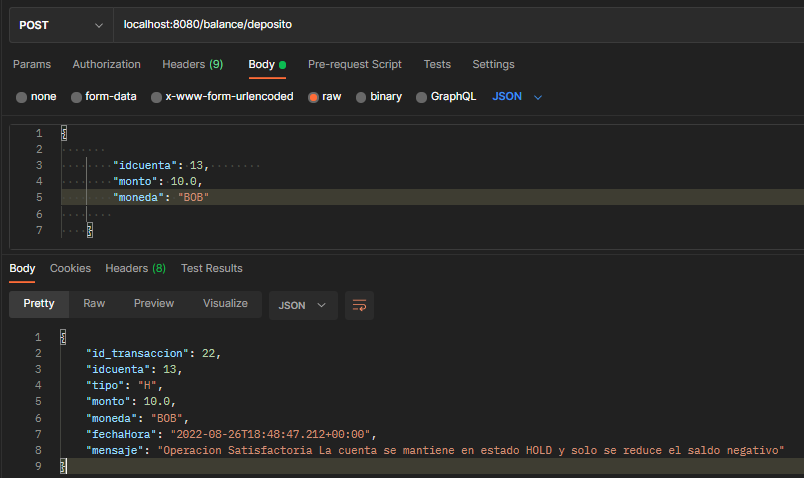 POST localhost:8080/balance/deposito
Params Authorization Headers (9) Body Pre-request Script Tests Settings
none form-data x-www-form-urlencoded raw binary GraphQL JSON
1 {
2
3 "idcuenta": 13,
4 "monto": 10.0,
5 "moneda": "BOB"
6
7 }
Body Cookies Headers (8) Test Results
Pretty Raw Preview Visualize JSON
1 {
2 "id_transaccion": 22,
3 "idcuenta": 13,
4 "tipo": "H",
5 "monto": 10.0,
6 "moneda": "BOB",
7 "fechaHora": "2022-08-26T18:48:47.212+00:00",
8 "mensaje": "Operacion Satisfactoria La cuenta se mantiene en estado HOLD y solo se reduce el saldo negativo"
9 }